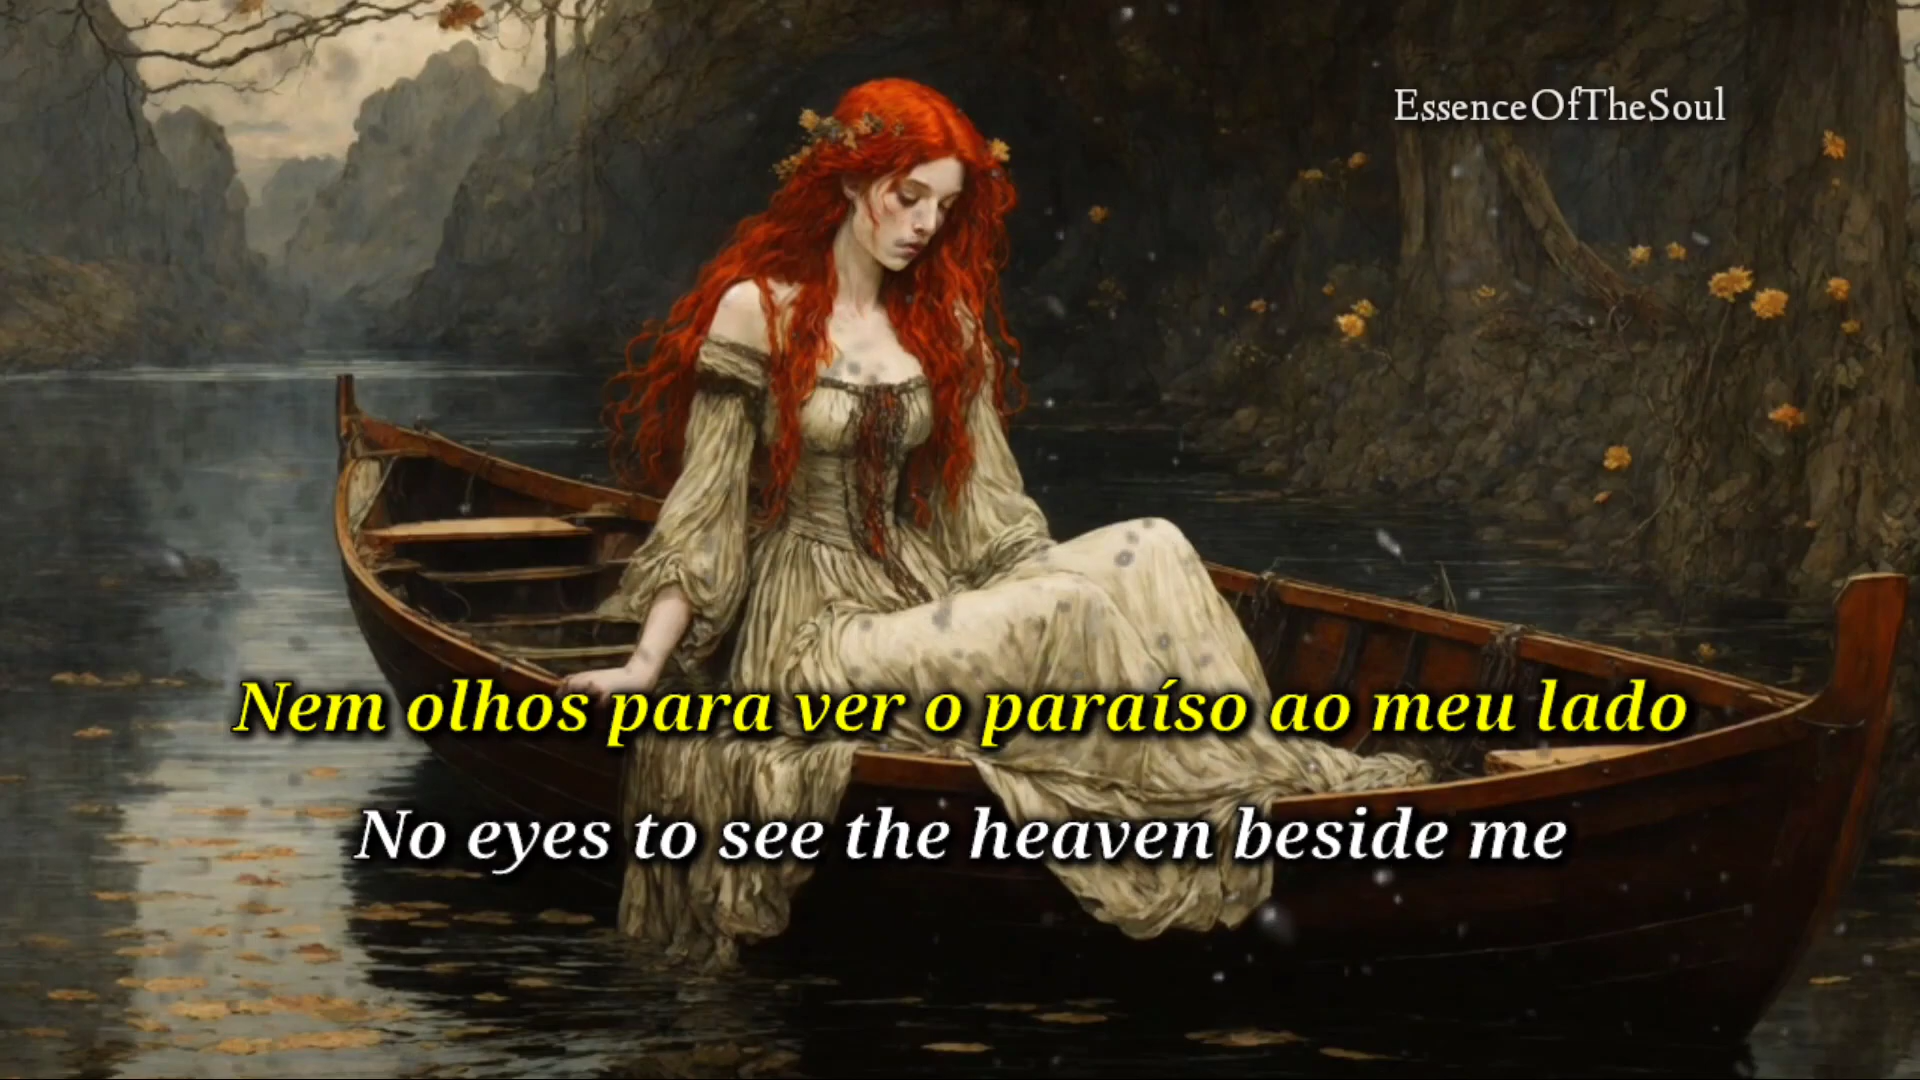 EssenceOfTheSoul
Nem olhos para ver o paraíso ao meu lado
No eyes to see the heaven beside me